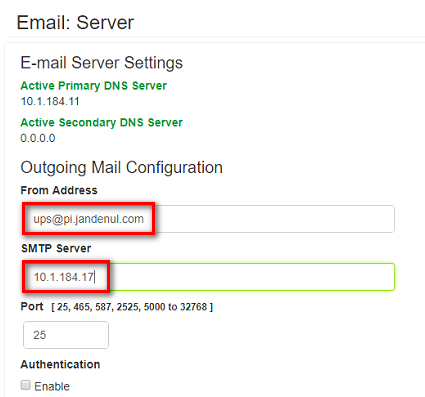 Email: Server
E-mail Server Settings
Active Primary DNS Server
10.1.184.11
Active Secondary DNS Server
0.0.0.0
Outgoing Mail Configuration
From Address
ups@pi.jandenul.com
SMTP Server
10.1.184.17
Port [ 25, 465, 587, 2525, 5000 to 32768 ]
25
Authentication
Enable